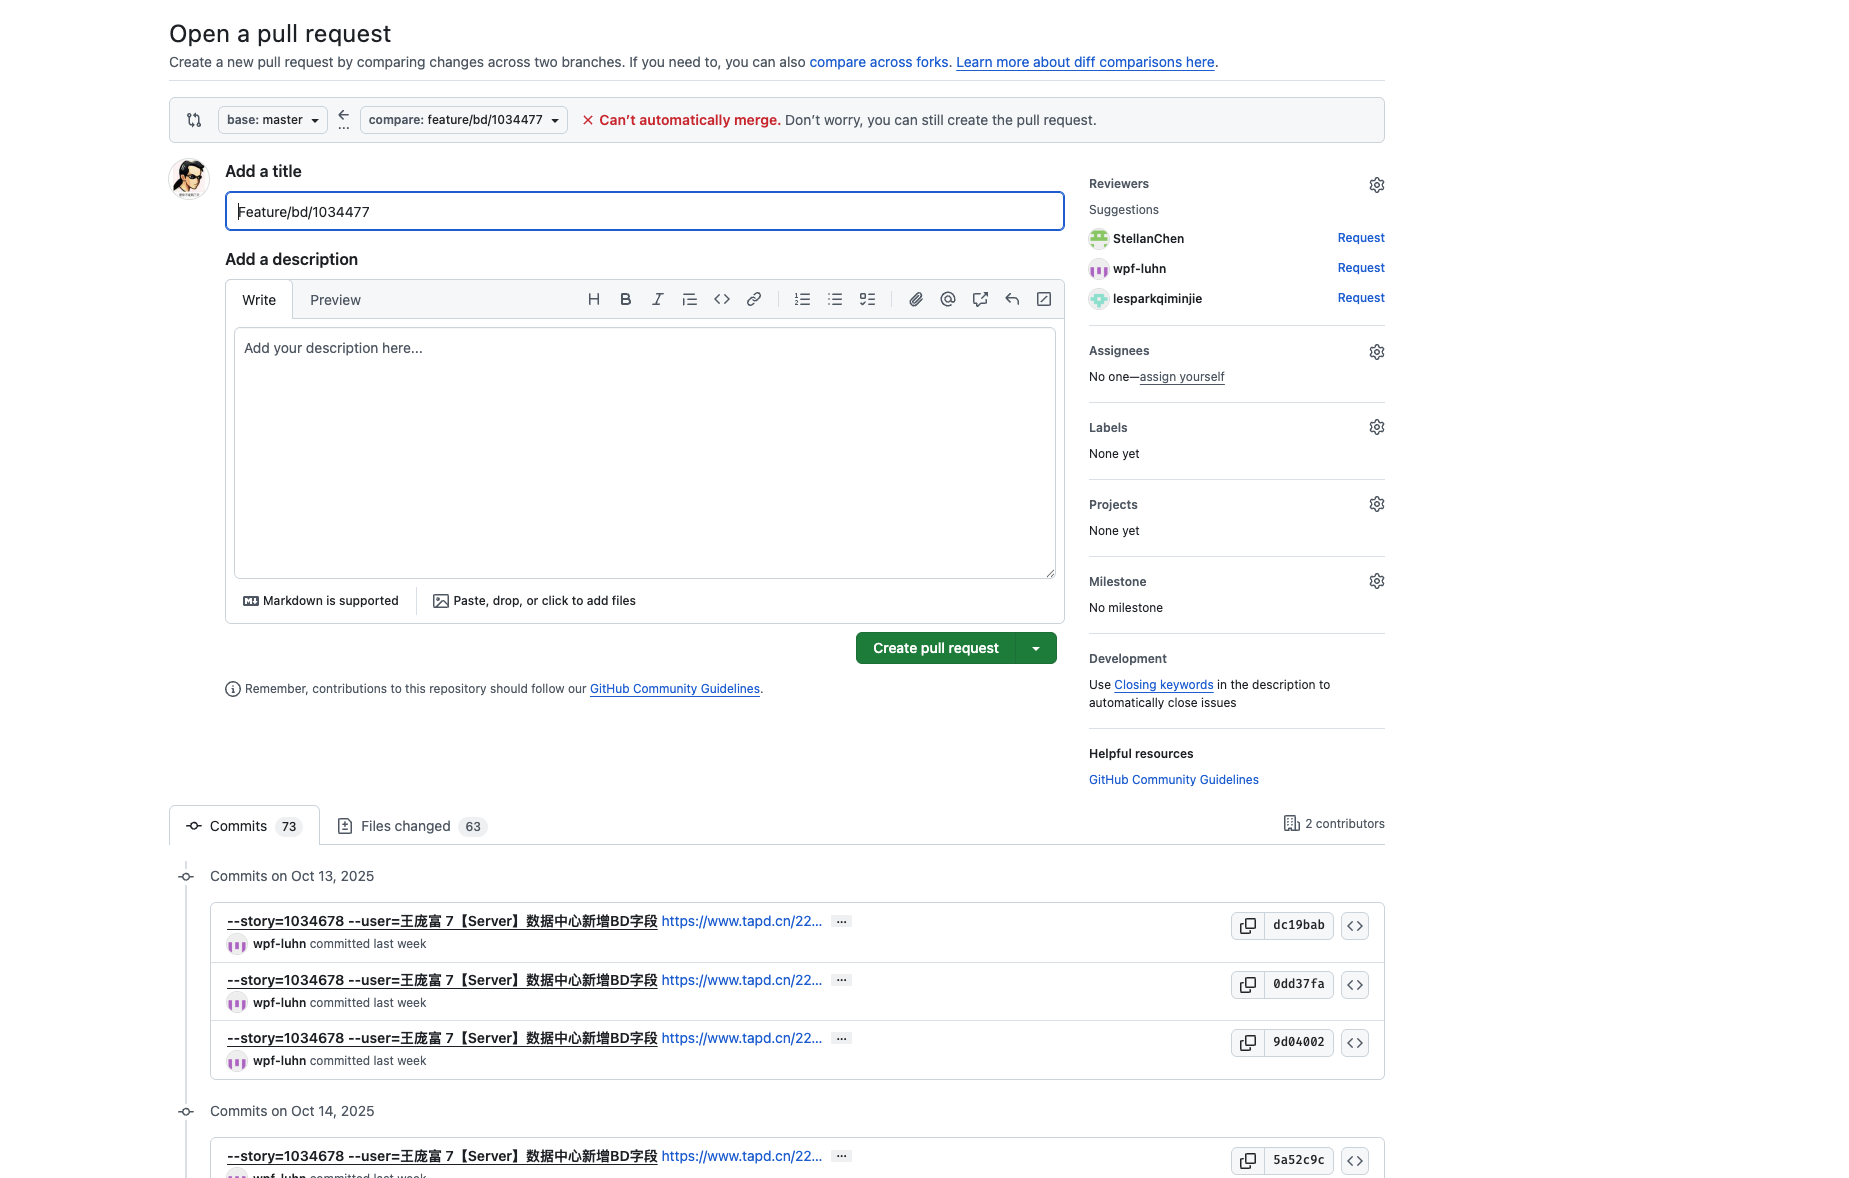 Open a pull request
Create a new pull request by comparing changes across two branches. If you need to, you can also compare across forks. Learn more about diff comparisons here.
base: master
compare: feature/bd/1034477
Can't automatically merge. Don't worry, you can still create the pull request.
Add a title
Feature/bd/1034477
Add a description
Write
Preview
Add your description here...
Markdown is supported
Paste, drop, or click to add files
Create pull request
Remember, contributions to this repository should follow our GitHub Community Guidelines.
Reviewers
Suggestions
StellanChen Request
wpf-luhn Request
lesparkqiminjie Request
Assignees
No one—assign yourself
Labels
None yet
Projects
None yet
Milestone
No milestone
Development
Use Closing keywords in the description to
automatically close issues
Helpful resources
GitHub Community Guidelines
Commits 73
Files changed 63
2 contributors
Commits on Oct 13, 2025
--story=1034678 --user=王庞富 7【Server】数据中心新增BD字段 https://www.tapd.cn/22... ...
dc19bab
wpf-luhn committed last week
--story=1034678 --user=王庞富 7【Server】数据中心新增BD字段 https://www.tapd.cn/22... ...
0dd37fa
wpf-luhn committed last week
--story=1034678 --user=王庞富 7【Server】数据中心新增BD字段 https://www.tapd.cn/22... ...
9d04002
wpf-luhn committed last week
Commits on Oct 14, 2025
--story=1034678 --user=王庞富 7【Server】数据中心新增BD字段 https://www.tapd.cn/22... ...
5a52c9c
wpf-luhn committed last week